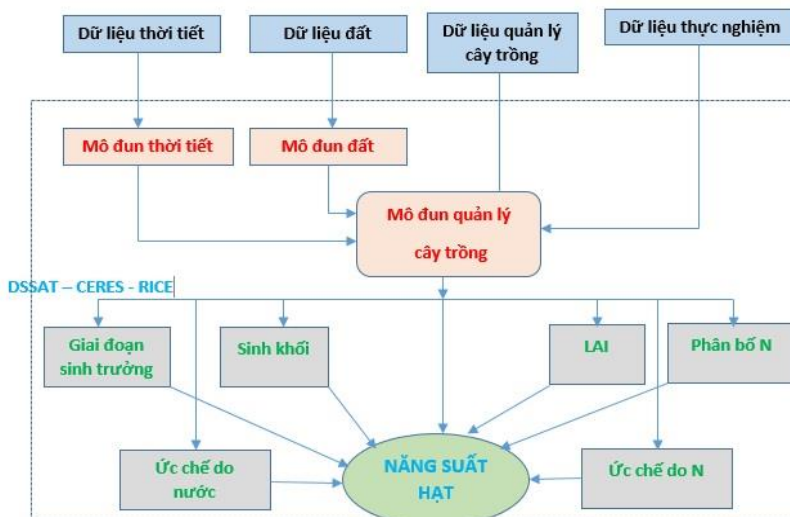 Dữ liệu thời tiết
Dữ liệu đất
Dữ liệu quản lý
cây trồng
Dữ liệu thực nghiệm
Mô đun thời tiết
Mô đun đất
Mô đun quản lý
cây trồng
DSSAT – CERES - RICE
Giai đoạn
sinh trưởng
Sinh khối
LAI
Phân bố N
Ức chế do
nước
NĂNG SUẤT
HẠT
Ức chế do N